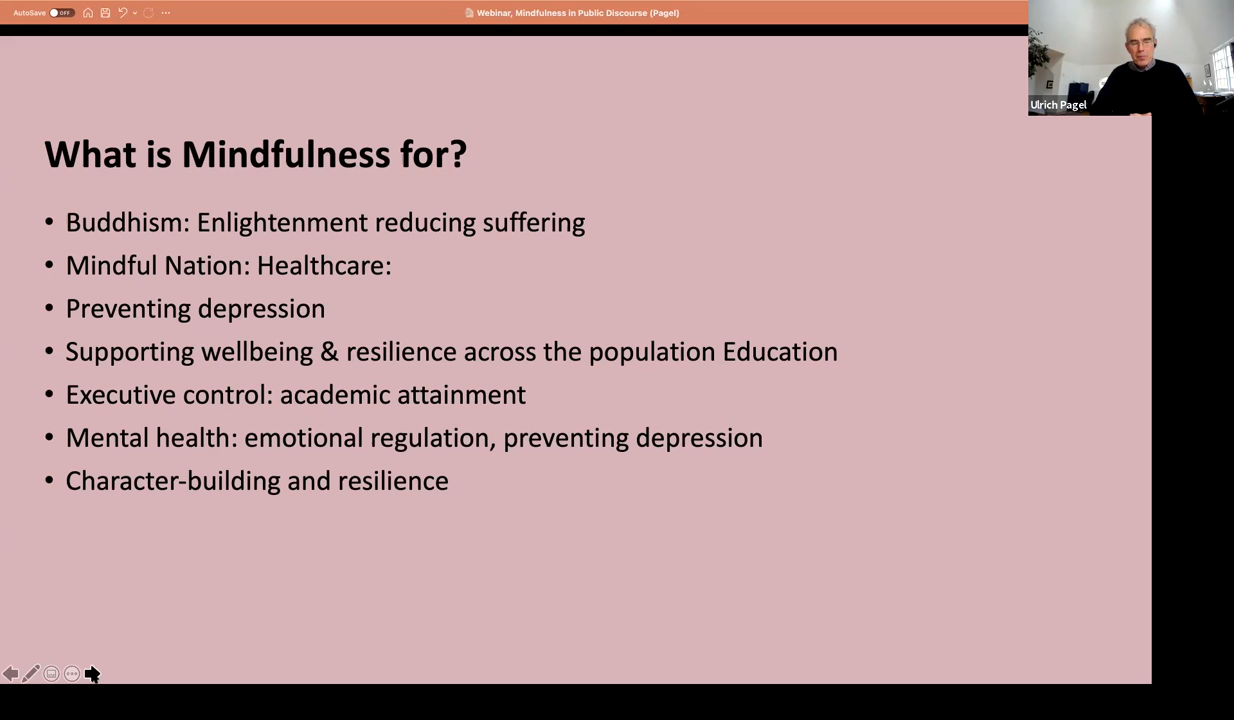 AutoSave OFF
Webinar, Mindfulness in Public Discourse (Pagel)
Ulrich Pagel
What is Mindfulness for?
• Buddhism: Enlightenment reducing suffering
• Mindful Nation: Healthcare:
• Preventing depression
• Supporting wellbeing & resilience across the population Education
• Executive control: academic attainment
• Mental health: emotional regulation, preventing depression
• Character-building and resilience